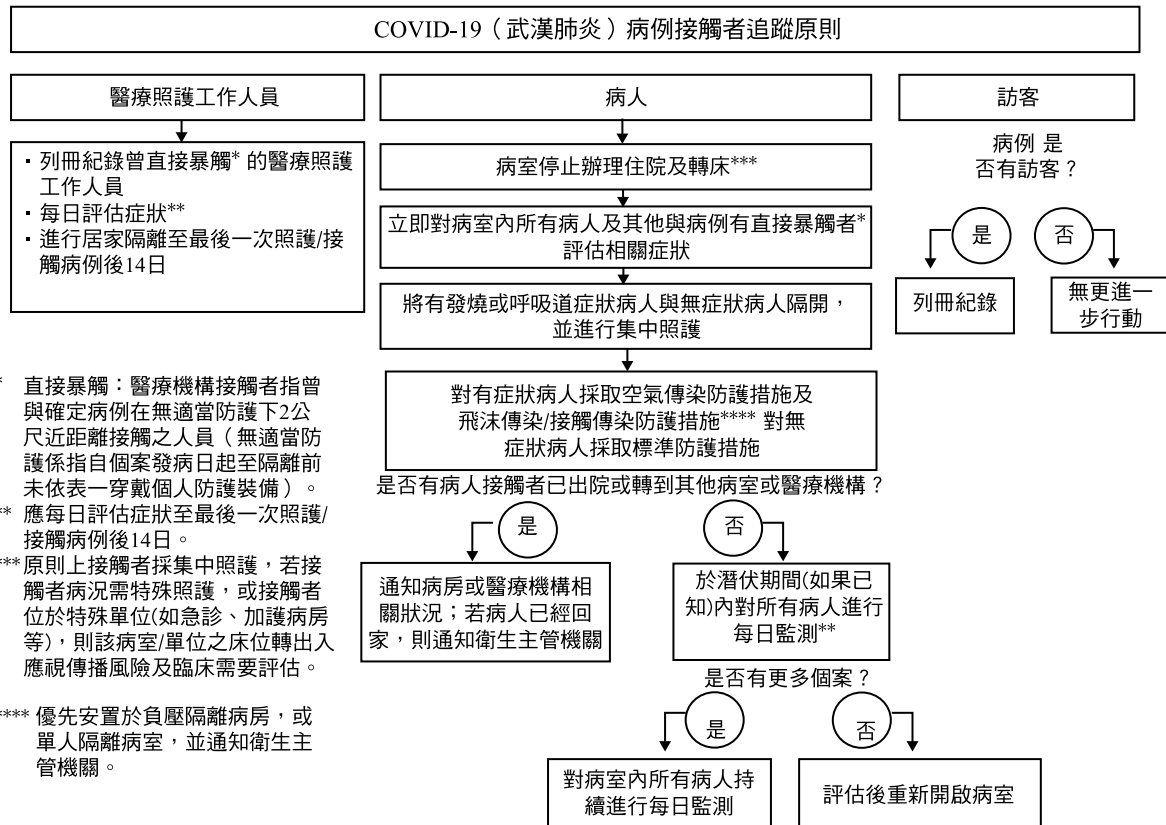 COVID-19（武漢肺炎）病例接觸者追蹤原則
醫療照護工作人員
・列冊紀錄曾直接暴觸* 的醫療照護
工作人員
・每日評估症狀**
・進行居家隔離至最後一次照護/接
觸病例後14日
病人
病室停止辦理住院及轉床***
立即對病室內所有病人及其他與病例有直接暴觸者*
評估相關症狀
將有發燒或呼吸道症狀病人與無症狀病人隔開，
並進行集中照護
對有症狀病人採取空氣傳染防護措施及
飛沫傳染/接觸傳染防護措施**** 對無
症狀病人採取標準防護措施
是否有病人接觸者已出院或轉到其他病室或醫療機構？
是
否
通知病房或醫療機構相
關狀況；若病人已經回
家，則通知衛生主管機關
於潛伏期間(如果已
知)內對所有病人進行
每日監測**
是否有更多個案？
是
否
對病室內所有病人持
續進行每日監測
評估後重新開啟病室
訪客
病例 是
否有訪客？
是
否
列冊紀錄
無更進一
步行動
* 直接暴觸：醫療機構接觸者指曾
與確定病例在無適當防護下2公
尺近距離接觸之人員（無適當防
護係指自個案發病日起至隔離前
未依表一穿戴個人防護裝備）。
** 應每日評估症狀至最後一次照護/
接觸病例後14日。
***原則上接觸者採集中照護，若接
觸者病況需特殊照護，或接觸者
位於特殊單位(如急診、加護病房
等)，則該病室/單位之床位轉出入
應視傳播風險及臨床需要評估。
**** 優先安置於負壓隔離病房，或
單人隔離病室，並通知衛生主
管機關。